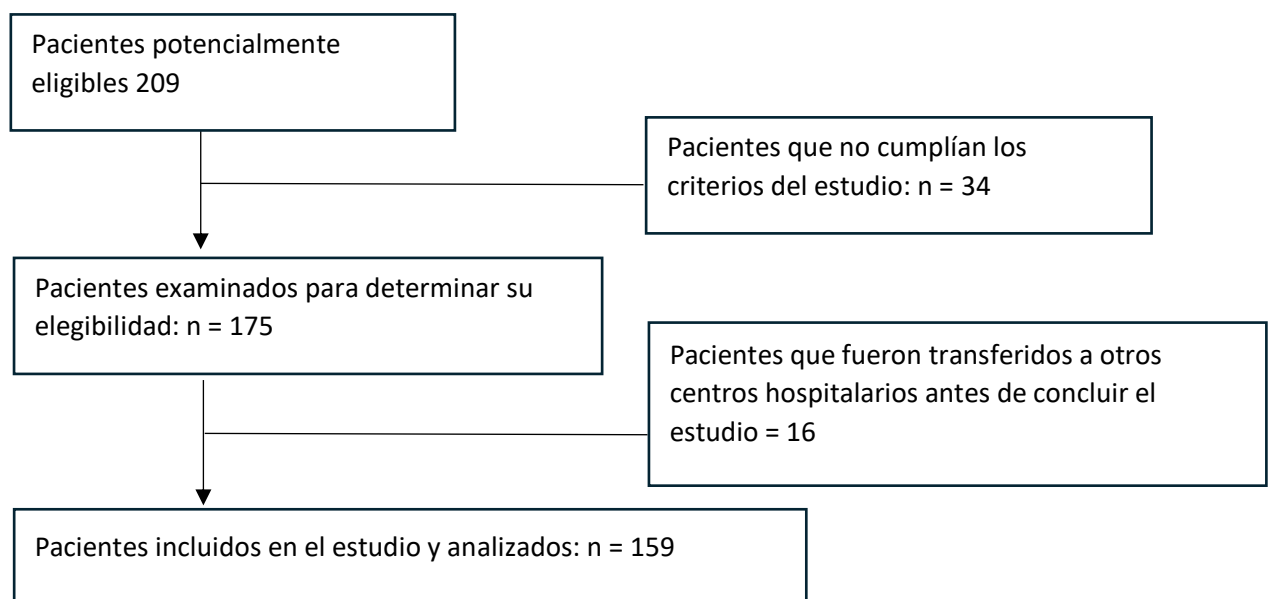 Pacientes potencialmente
eligibles 209
Pacientes que no cumplían los
criterios del estudio: n = 34
Pacientes examinados para determinar su
elegibilidad: n = 175
Pacientes que fueron transferidos a otros
centros hospitalarios antes de concluir el
estudio = 16
Pacientes incluidos en el estudio y analizados: n = 159